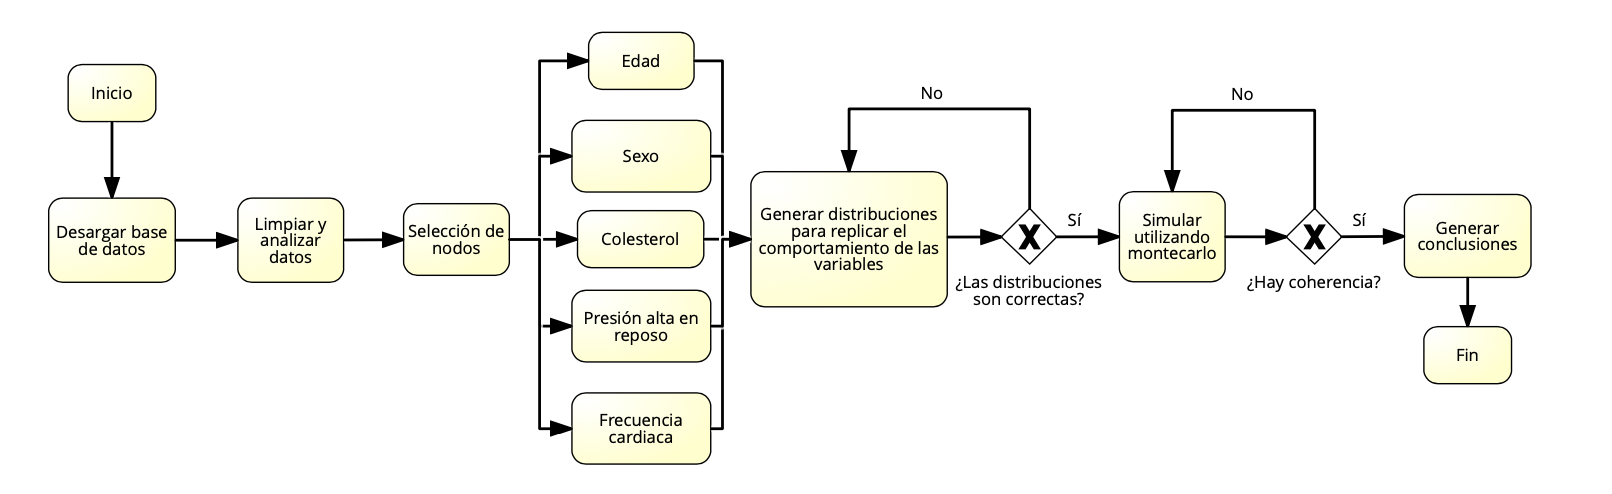 Inicio
Desargar base
de datos
Limpiar y
analizar
datos
Selección de
nodos
Edad
Sexo
Colesterol
Presión alta en
reposo
Frecuencia
cardiaca
Generar distribuciones
para replicar el
comportamiento de las
variables
No
X
Sí
¿Las distribuciones
son correctas?
Simular
utilizando
montecarlo
No
X
Sí
¿Hay coherencia?
Generar
conclusiones
Fin